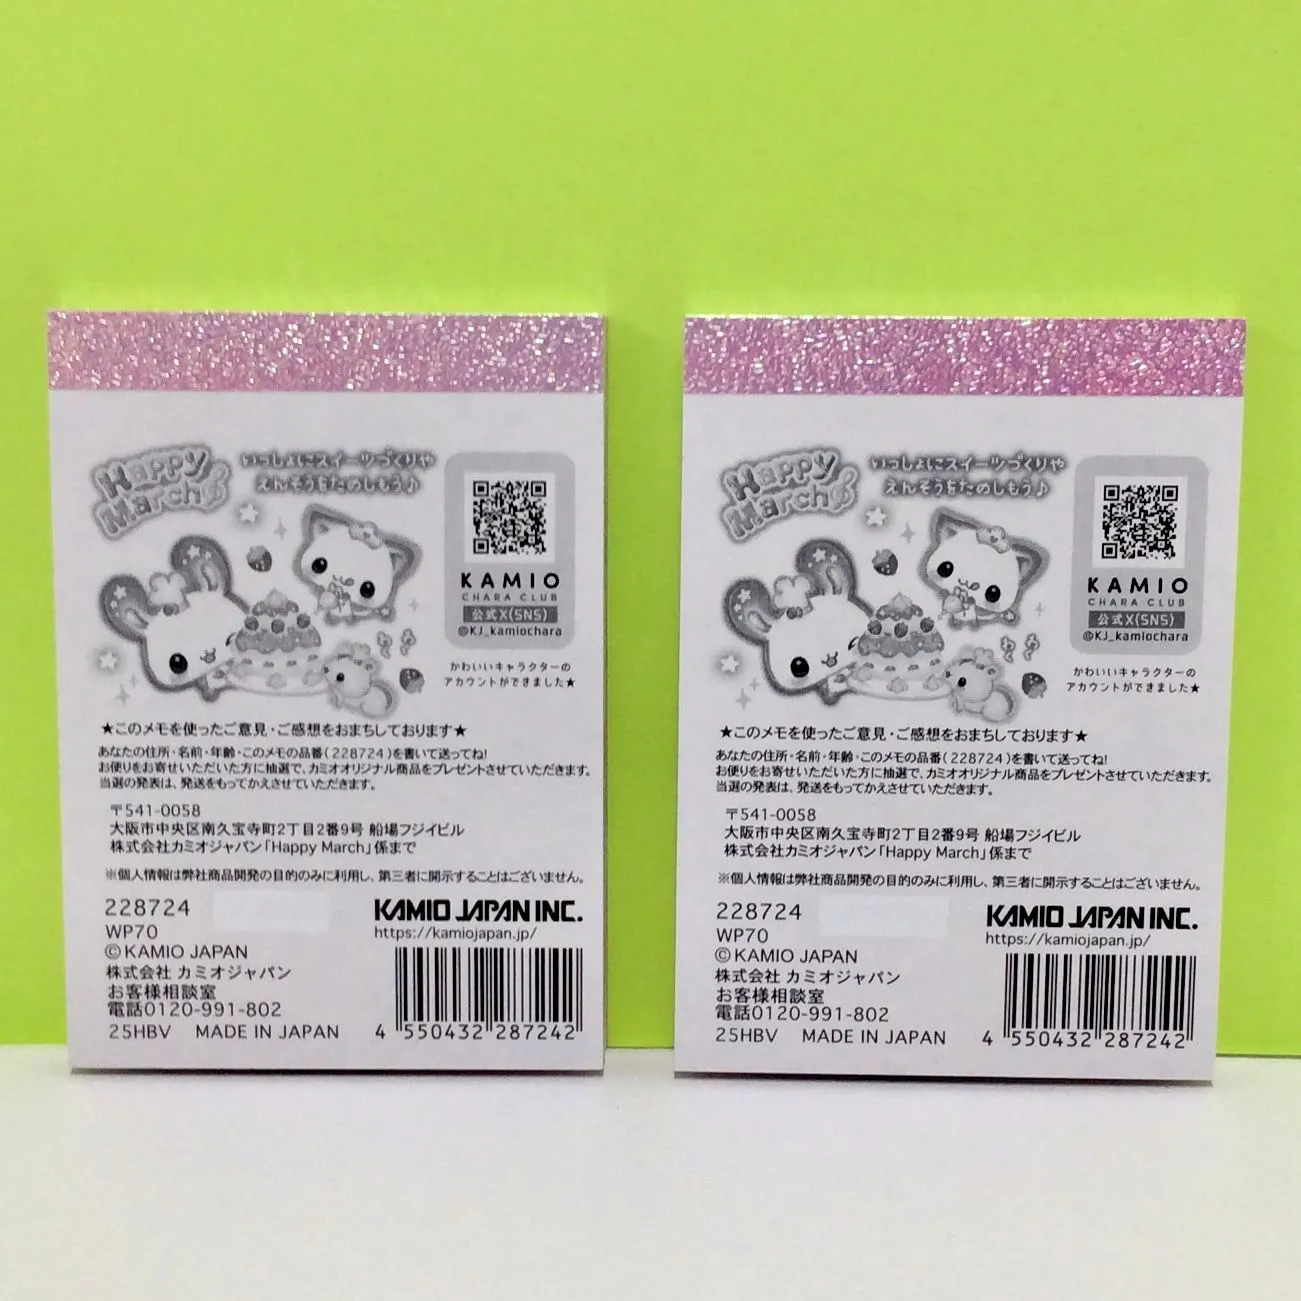 Happy
March
いっしょにスイーツづくりや
えんそうをたのしもう♪
わく
わく
KAMIO
CHARA CLUB
公式X(SNS)
@KJ_kamiochara
かわいいキャラクターの
アカウントができました★
★このメモを使ったご意見・ご感想をおまちしております★
あなたの住所・名前・年齢・このメモの品番(228724)を書いて送ってね!
お便りをお寄せいただいた方に抽選で、カミオオリジナル商品をプレゼントさせていただきます。
当選の発表は、発送をもってかえさせていただきます。
〒541-0058
大阪市中央区南久宝寺町2丁目2番9号 船場フジイビル
株式会社カミオジャパン「Happy March」係まで
※個人情報は弊社商品開発の目的のみに利用し、第三者に開示することはございません。
228724
WP70
©KAMIO JAPAN
株式会社 カミオジャパン
お客様相談室
電話0120-991-802
25HBV MADE IN JAPAN
KAMIO JAPAN INC.
https://kamiojapan.jp/
4 550432 287242
Happy
March
いっしょにスイーツづくりや
えんそうをたのしもう♪
わく
わく
KAMIO
CHARA CLUB
公式X(SNS)
@KJ_kamiochara
かわいいキャラクターの
アカウントができました★
★このメモを使ったご意見・ご感想をおまちしております★
あなたの住所・名前・年齢・このメモの品番(228724)を書いて送ってね!
お便りをお寄せいただいた方に抽選で、カミオオリジナル商品をプレゼントさせていただきます。
当選の発表は、発送をもってかえさせていただきます。
〒541-0058
大阪市中央区南久宝寺町2丁目2番9号 船場フジイビル
株式会社カミオジャパン「Happy March」係まで
※個人情報は弊社商品開発の目的のみに利用し、第三者に開示することはございません。
228724
WP70
©KAMIO JAPAN
株式会社 カミオジャパン
お客様相談室
電話0120-991-802
25HBV MADE IN JAPAN
KAMIO JAPAN INC.
https://kamiojapan.jp/
4 550432 287242